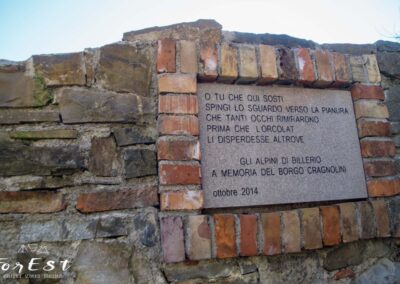 O TU CHE QUI SOSTI
SPINGI LO SGUARDO VERSO LA PIANURA
CHE TANTI OCCHI RIMIRARONO
PRIMA CHE L'ORCOLAT
LI DISPERDESSE ALTROVE
GLI ALPINI DI BILLERIO
A MEMORIA DEL BORGO CRAGNOLINI
ottobre 2014
ForEst